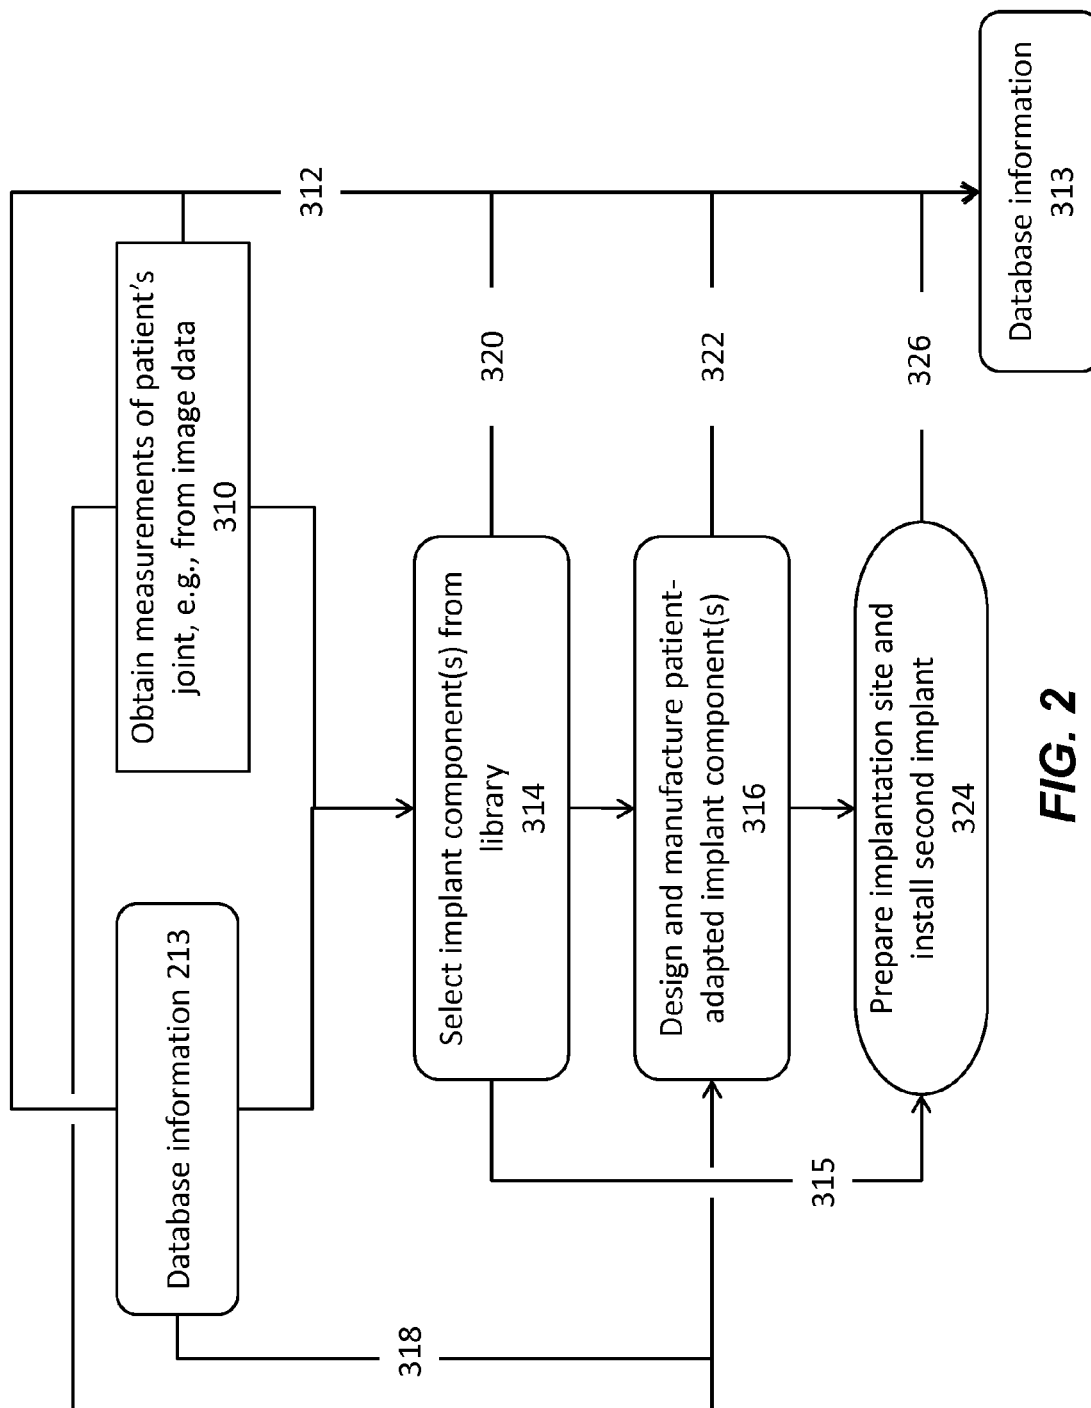 Database information 213
Obtain measurements of patient's
joint, e.g., from image data
310
312
318
Select implant component(s) from
library
314
320
315
Design and manufacture patient-
adapted implant component(s)
316
322
Prepare implantation site and
install second implant
324
326
Database information
313
FIG. 2